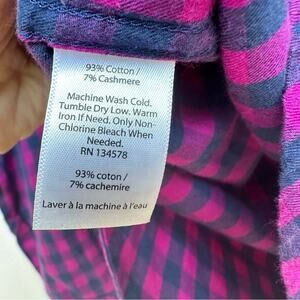 93% Cotton /
7% Cashmere
Machine Wash Cold.
Tumble Dry Low, Warm
Iron if Need. Only Non-
Chlorine Bleach When
Needed.
RN 134578
93% coton /
7% cachemire
Laver à la machine à l'eau